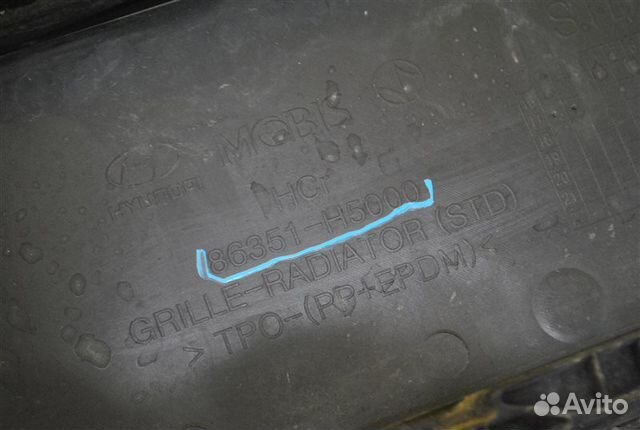 HYUNDAI MOBIS
HCr
86351-H5000
GRILLE-RADIATOR (STD)
>TPO-(PP+EPDM)<
Avito